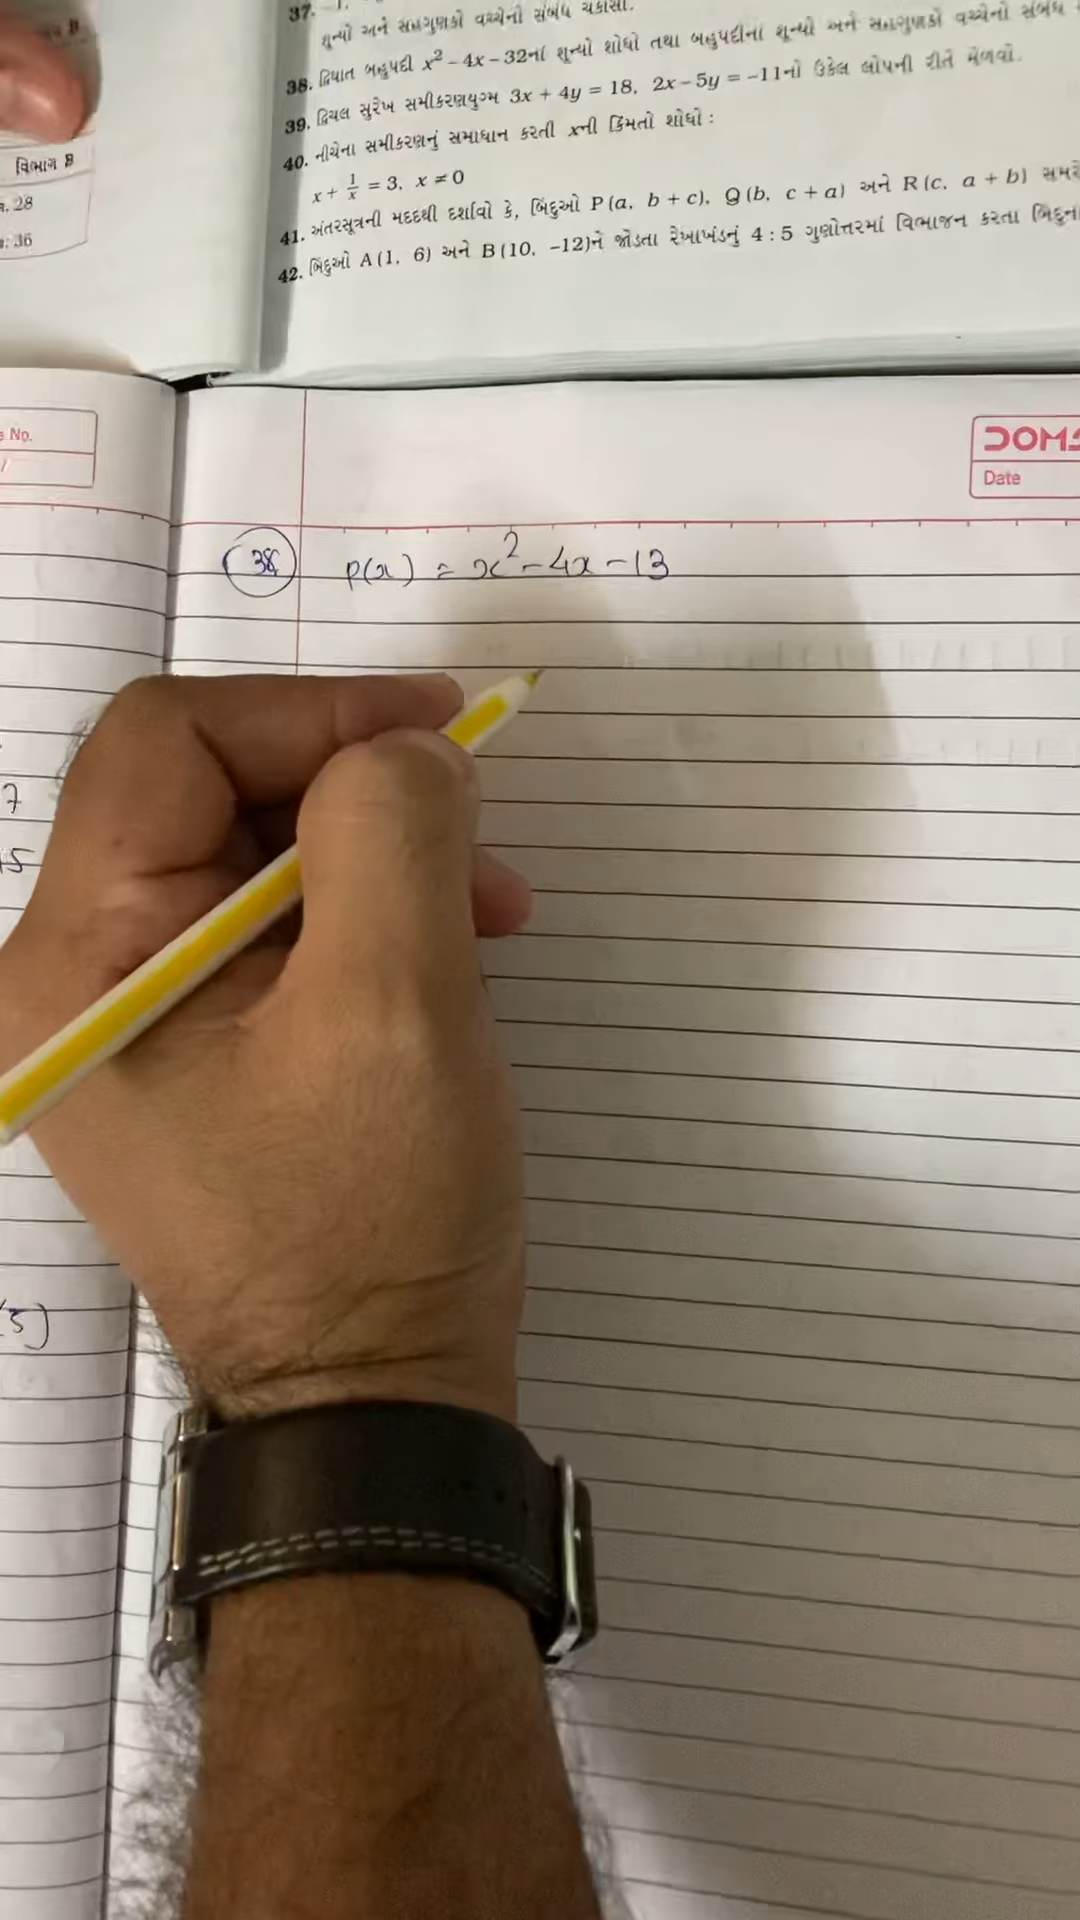 37.
શૂન્યો અને સહગુણકો વચ્ચેનો સંબંધ ચકાસો.
38. દ્વિઘાત બહુપદી x² – 4x – 32નાં શૂન્યો શોધો તથા બહુપદીનાં શૂન્યો અને સહગુણકો વચ્ચેનો સંબંધ
39. દ્વિચલ સુરેખ સમીકરણયુગ્મ 3x + 4y = 18, 2x – 5y = –11નો ઉકેલ લોપની રીતે મેળવો.
40. નીચેના સમીકરણનું સમાધાન કરતી xની કિંમતો શોધો :
x + 1/x = 3, x ≠ 0
41. અંતરસૂત્રની મદદથી દર્શાવો કે, બિંદુઓ P(a, b + c), Q(b, c + a) અને R(c, a + b) સમરે
42. બિંદુઓ A(1, 6) અને B(10, –12)ને જોડતા રેખાખંડનું 4 : 5 ગુણોત્તરમાં વિભાજન કરતા બિંદુના
વિભાગ B
28
: 36
No.
DOMS
Date
38 P(x) = x² – 4x – 13
7
15
(5)